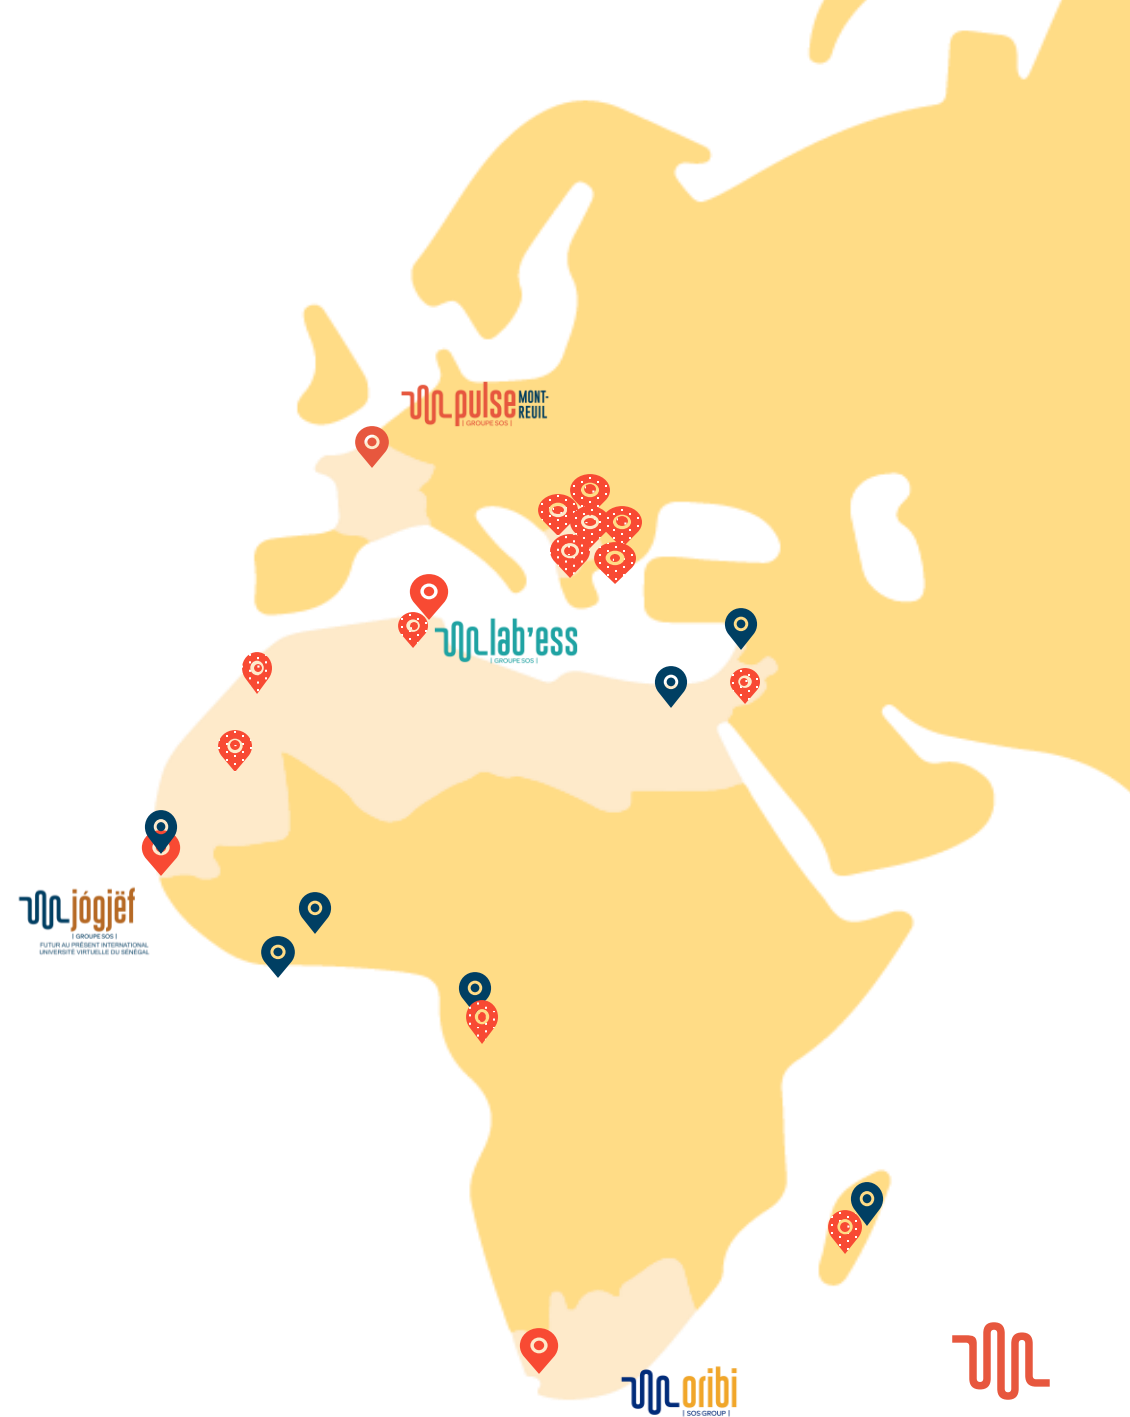 pulse MONT-
REUIL
| GROUPE SOS |
lab'ess
| GROUPE SOS |
jógjëf
| GROUPE SOS |
FUTUR AU PRÉSENT INTERNATIONAL
UNIVERSITÉ VIRTUELLE DU SÉNÉGAL
oribi
| SOS GROUP |